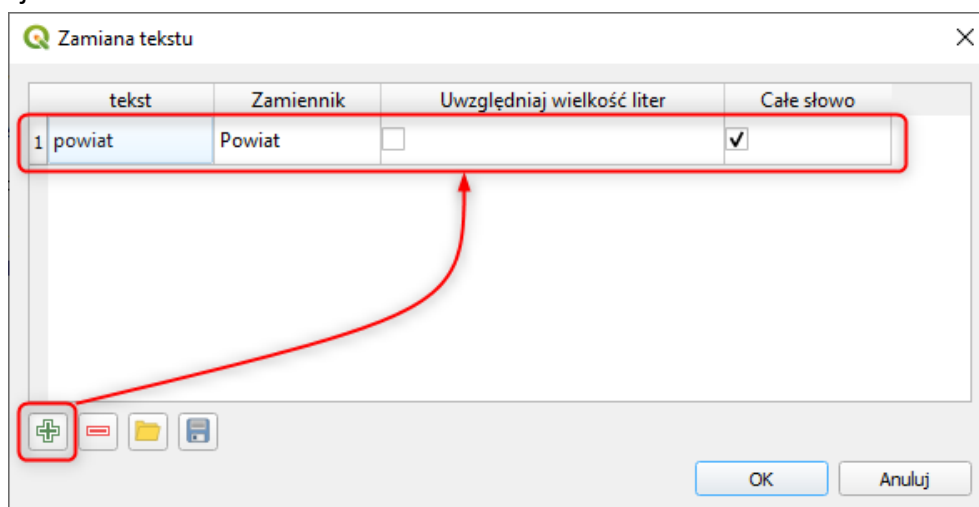 Zamiana tekstu
tekst Zamiennik Uwzględniaj wielkość liter Całe słowo
1 powiat Powiat
OK Anuluj